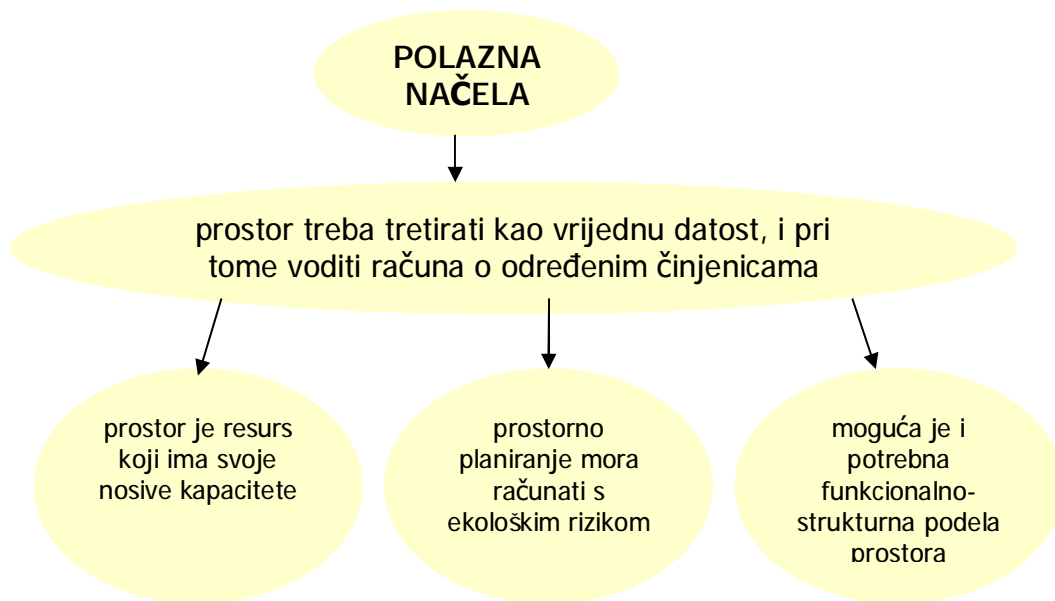 POLAZNA
NAČELA
prostor treba tretirati kao vrijednu datost, i pri
tome voditi računa o određenim činjenicama
prostor je resurs
koji ima svoje
nosive kapacitete
prostorno
planiranje mora
računati s
ekološkim rizikom
moguća je i
potrebna
funkcionalno-
strukturna podela
prostora